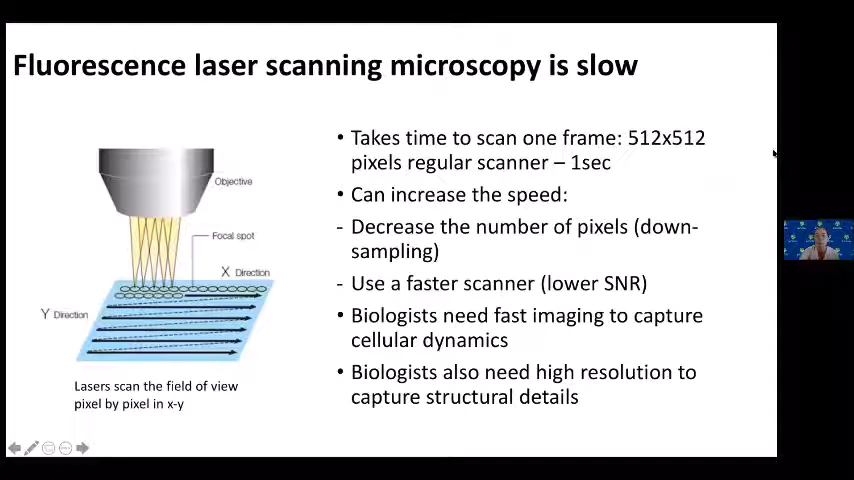 Fluorescence laser scanning microscopy is slow
Objective
Focal spot
X Direction
Y Direction
Lasers scan the field of view
pixel by pixel in x-y
• Takes time to scan one frame: 512x512
pixels regular scanner – 1sec
• Can increase the speed:
- Decrease the number of pixels (down-
sampling)
- Use a faster scanner (lower SNR)
• Biologists need fast imaging to capture
cellular dynamics
• Biologists also need high resolution to
capture structural details